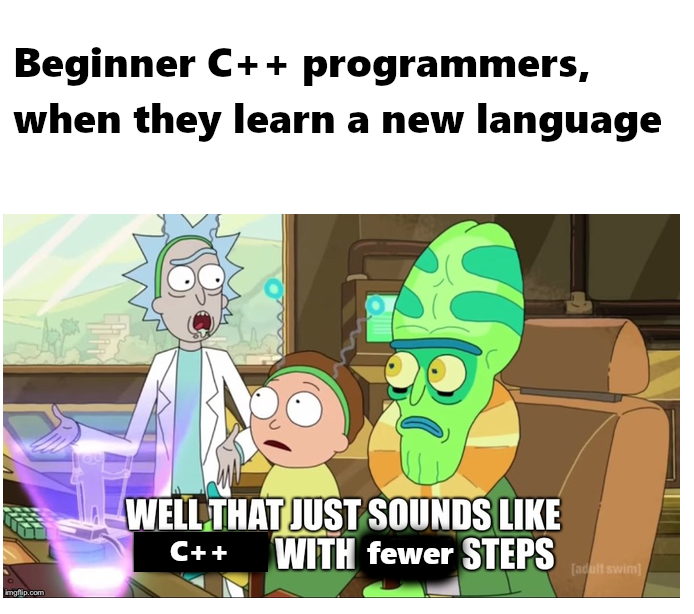 Beginner C++ programmers,
when they learn a new language
WELL THAT JUST SOUNDS LIKE
C++ WITH fewer STEPS
[adult swim]
imgflip.com